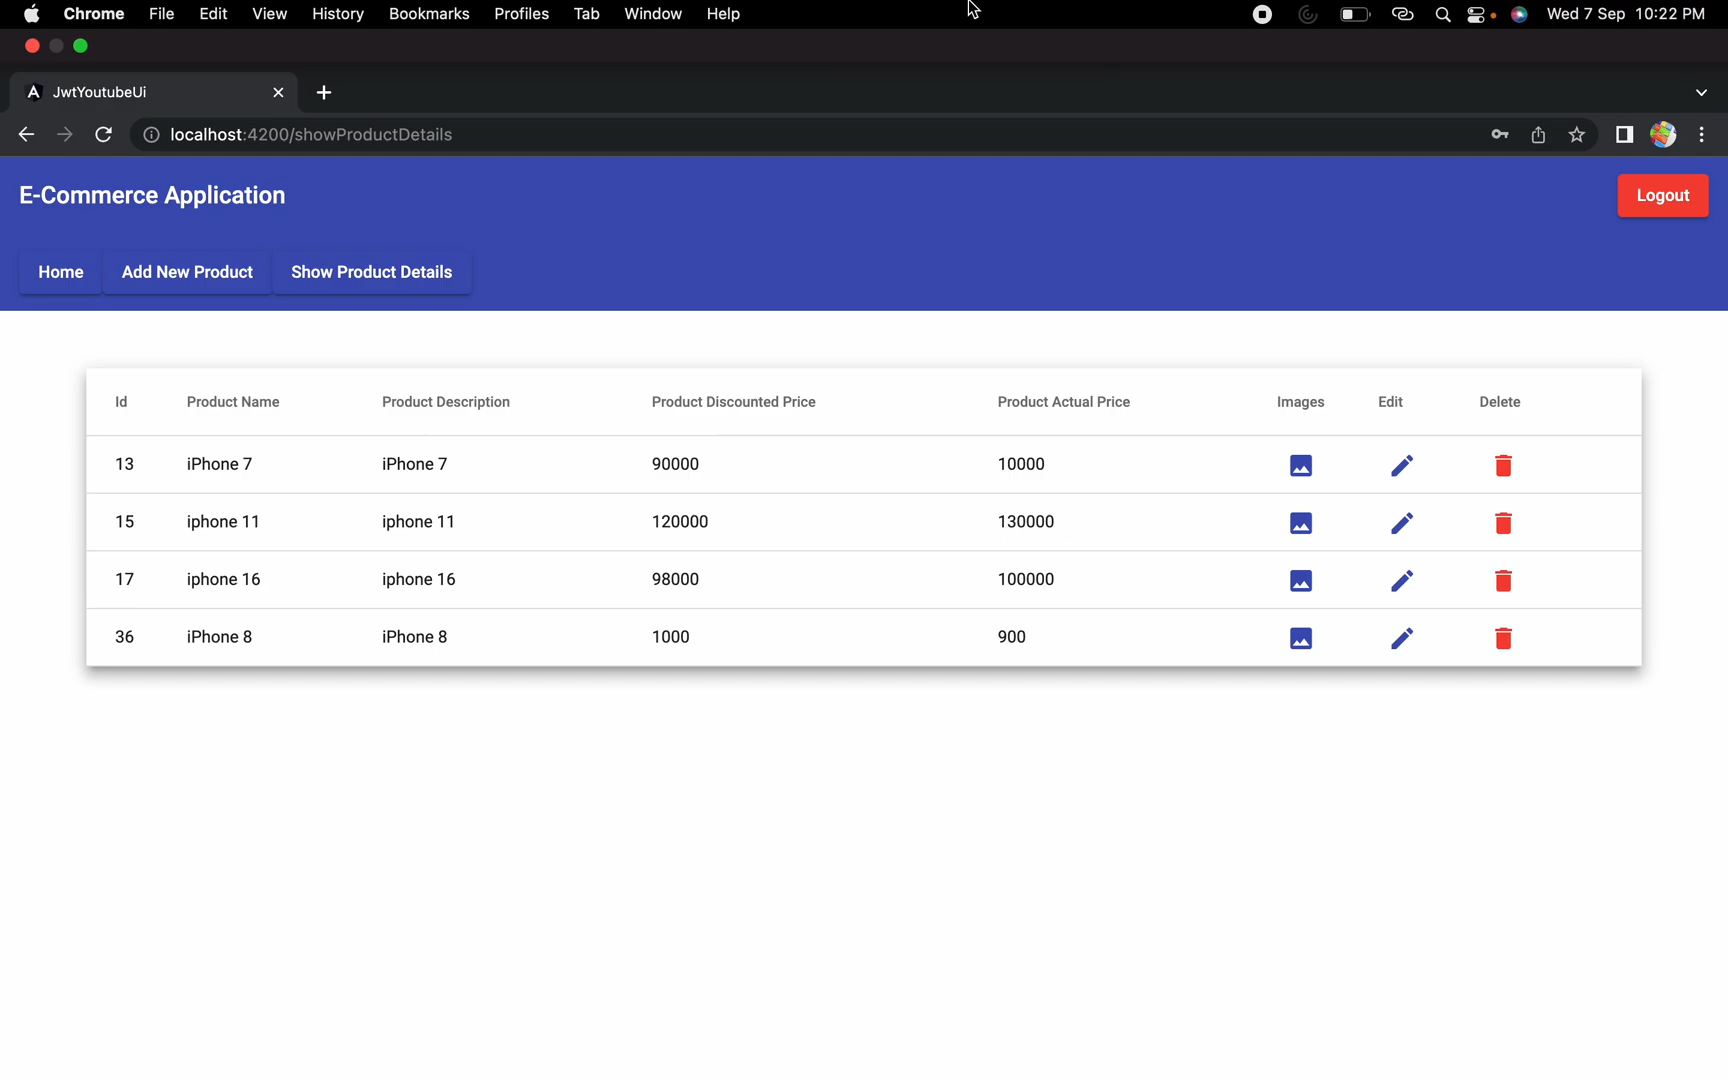 Chrome File Edit View History Bookmarks Profiles Tab Window Help Wed 7 Sep 10:22 PM
JwtYoutubeUi
localhost:4200/showProductDetails
E-Commerce Application Logout
Home Add New Product Show Product Details
Id Product Name Product Description Product Discounted Price Product Actual Price Images Edit Delete
13 iPhone 7 iPhone 7 90000 10000
15 iphone 11 iphone 11 120000 130000
17 iphone 16 iphone 16 98000 100000
36 iPhone 8 iPhone 8 1000 900